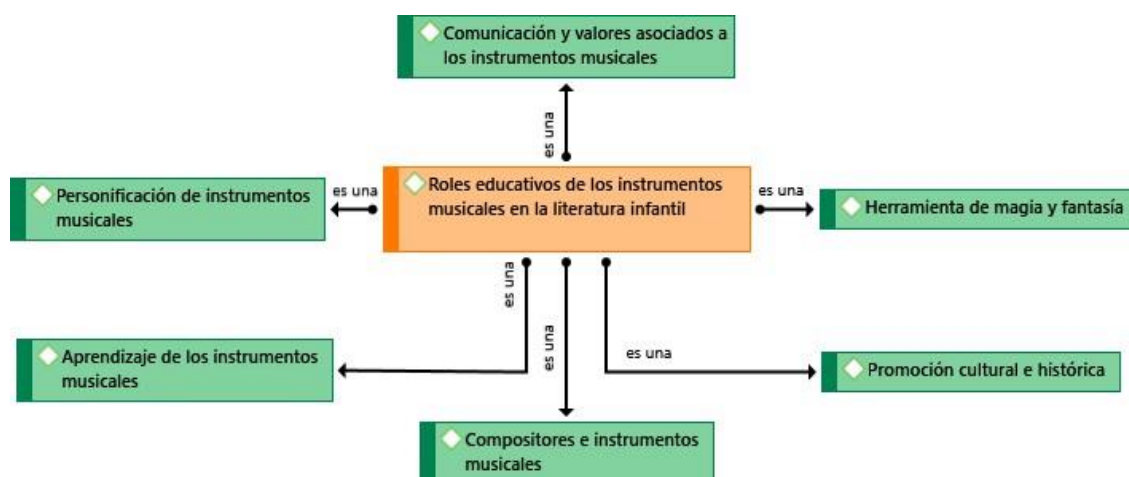 Comunicación y valores asociados a
los instrumentos musicales
es una
Personificación de instrumentos
musicales
es una
Roles educativos de los instrumentos
musicales en la literatura infantil
es una
Herramienta de magia y fantasía
es una
es una
es una
Aprendizaje de los instrumentos
musicales
Promoción cultural e histórica
Compositores e instrumentos
musicales